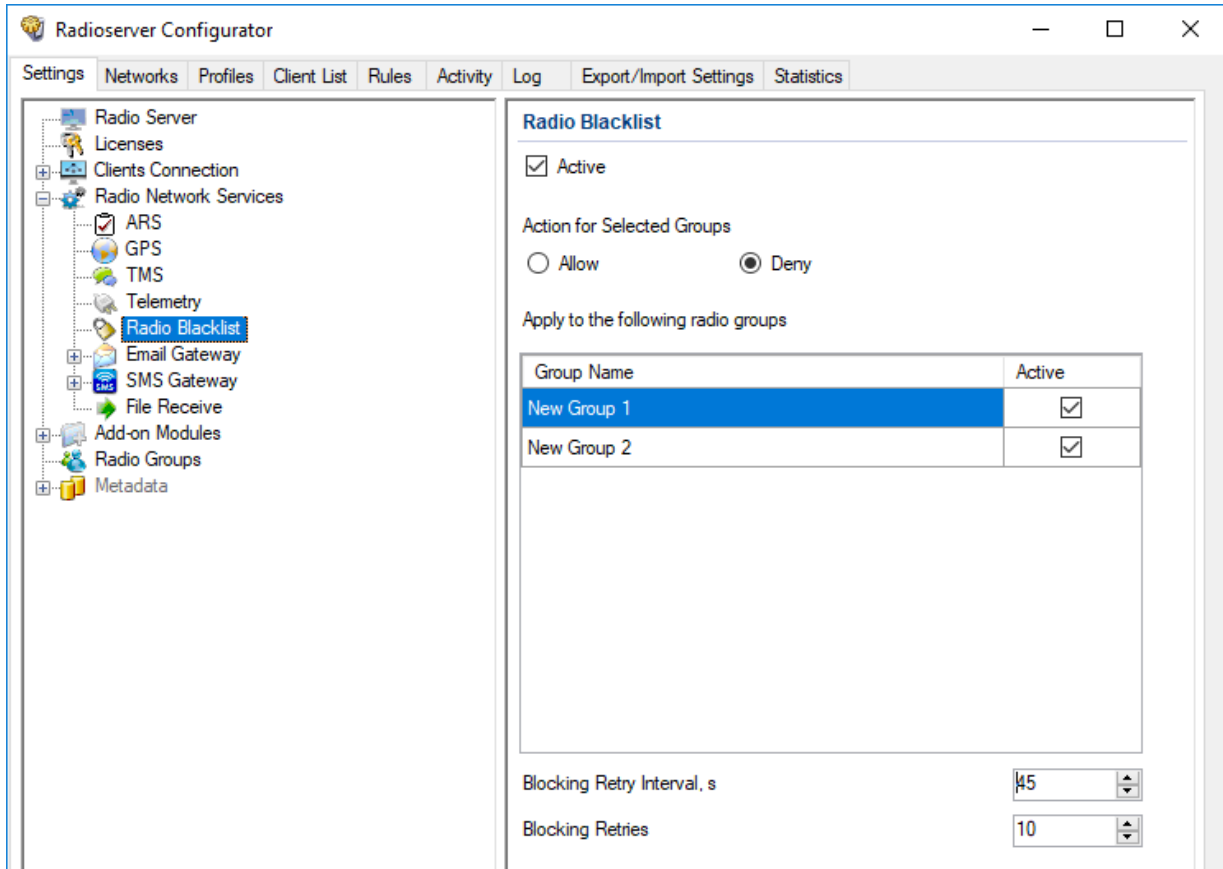 Radioserver Configurator
Settings Networks Profiles Client List Rules Activity Log Export/Import Settings Statistics
Radio Server
Licenses
Clients Connection
Radio Network Services
ARS
GPS
TMS
Telemetry
Radio Blacklist
Email Gateway
SMS
SMS Gateway
File Receive
Add-on Modules
Radio Groups
Metadata
Radio Blacklist
Active
Action for Selected Groups
Allow Deny
Apply to the following radio groups
Group Name Active
New Group 1
New Group 2
Blocking Retry Interval, s 45
Blocking Retries 10